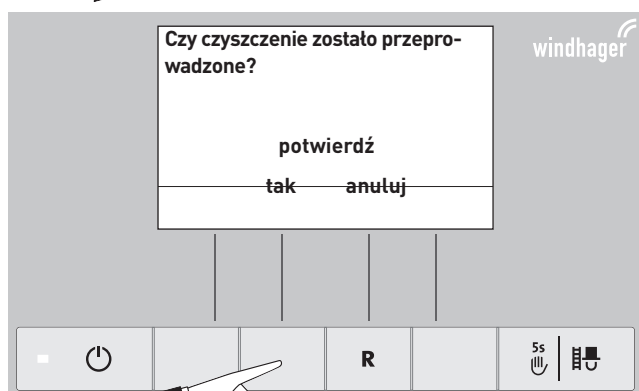 Czy czyszczenie zostało przepro-
wadzone?
windhager
potwierdź
tak anuluj
R
5s